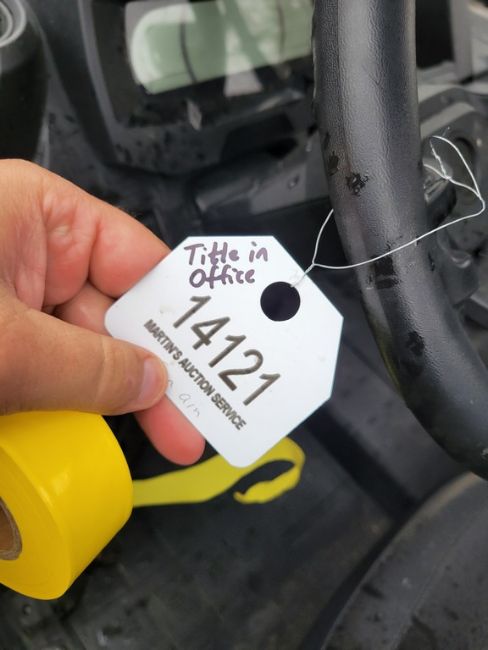 Title in
Office
14121
MARTIN'S AUCTION SERVICE